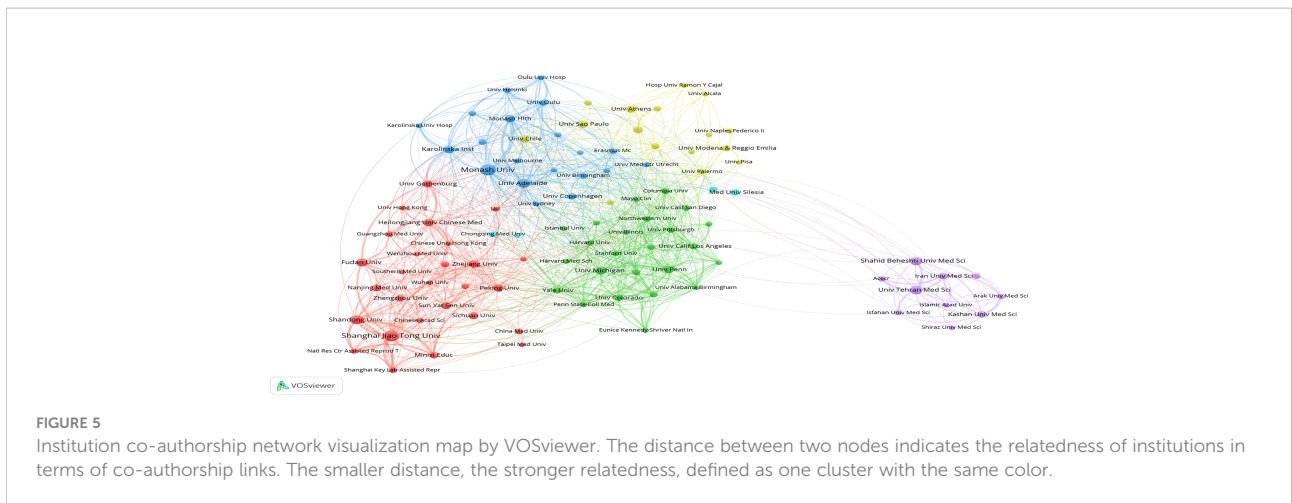 Oulu Univ Hosp
Hosp Univ Ramon Y Cajal
Univ Helsinki
Univ Alcala
Univ Oulu
Univ Athens
Monash Hlth
Karolinska Univ Hosp
Univ Sao Paulo
Univ Naples Federico II
Univ Chile
Karolinska Inst
Erasmus Mc
Univ Modena & Reggio Emilia
Univ Melbourne
Univ Med Ctr Utrecht
Univ Pisa
Monash Univ
Univ Birmingham
Univ Palermo
Univ Gothenburg
Univ Adelaide
Columbia Univ
Med Univ Silesia
Univ Copenhagen
Mayo Clin
Univ Sydney
Univ Hong Kong
Univ Calif San Diego
Northwestern Univ
Heilongjiang Univ Chinese Med
Istanbul Univ
Univ Illinois
Univ Pittsburgh
Guangzhou Med Univ
Chongqing Med Univ
Chinese Univ Hong Kong
Harvard Univ
Univ Calif Los Angeles
Wenzhou Med Univ
Stanford Univ
Fudan Univ
Zhejiang Univ
Harvard Med Sch
Shahid Beheshti Univ Med Sci
Southern Med Univ
Univ Michigan
Univ Penn
Acecr
Iran Univ Med Sci
Wuhan Univ
Nanjing Med Univ
Peking Univ
Yale Univ
Univ Alabama Birmingham
Univ Tehran Med Sci
Zhengzhou Univ
Univ Colorado
Arak Univ Med Sci
Sun Yat Sen Univ
Penn State Coll Med
Islamic Azad Univ
Isfahan Univ Med Sci
Kashan Univ Med Sci
Shandong Univ
Chinese Acad Sci
Sichuan Univ
Shiraz Univ Med Sci
China Med Univ
Eunice Kennedy Shriver Natl In
Shanghai Jiao Tong Univ
Taipei Med Univ
Natl Res Ctr Assisted Reprod T
Minist Educ
Shanghai Key Lab Assisted Repr
VOSviewer
FIGURE 5
Institution co-authorship network visualization map by VOSviewer. The distance between two nodes indicates the relatedness of institutions in
terms of co-authorship links. The smaller distance, the stronger relatedness, defined as one cluster with the same color.